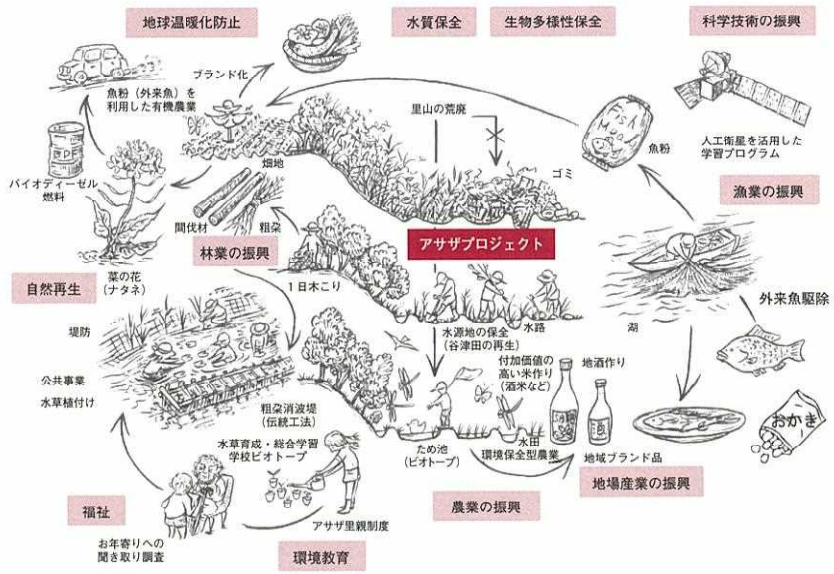 地球温暖化防止
水質保全
生物多様性保全
科学技術の振興
ブランド化
魚粉（外来魚）を
利用した有機農業
里山の荒廃
魚粉
人工衛星を活用した
学習プログラム
バイオディーゼル
燃料
畑地
ゴミ
漁業の振興
間伐材
粗朶
菜の花
（ナタネ）
林業の振興
アサザプロジェクト
自然再生
1日木こり
水源地の保全
（谷津田の再生）
水路
湖
外来魚駆除
堤防
公共事業
水草植付け
粗朶消波堤
（伝統工法）
付加価値の
高い米作り
（酒米など）
地酒作り
おかき
水草育成・総合学習
学校ビオトープ
ため池
（ビオトープ）
水田
環境保全型農業
地域ブランド品
地場産業の振興
農業の振興
福祉
お年寄りへの
聞き取り調査
アサザ里親制度
環境教育